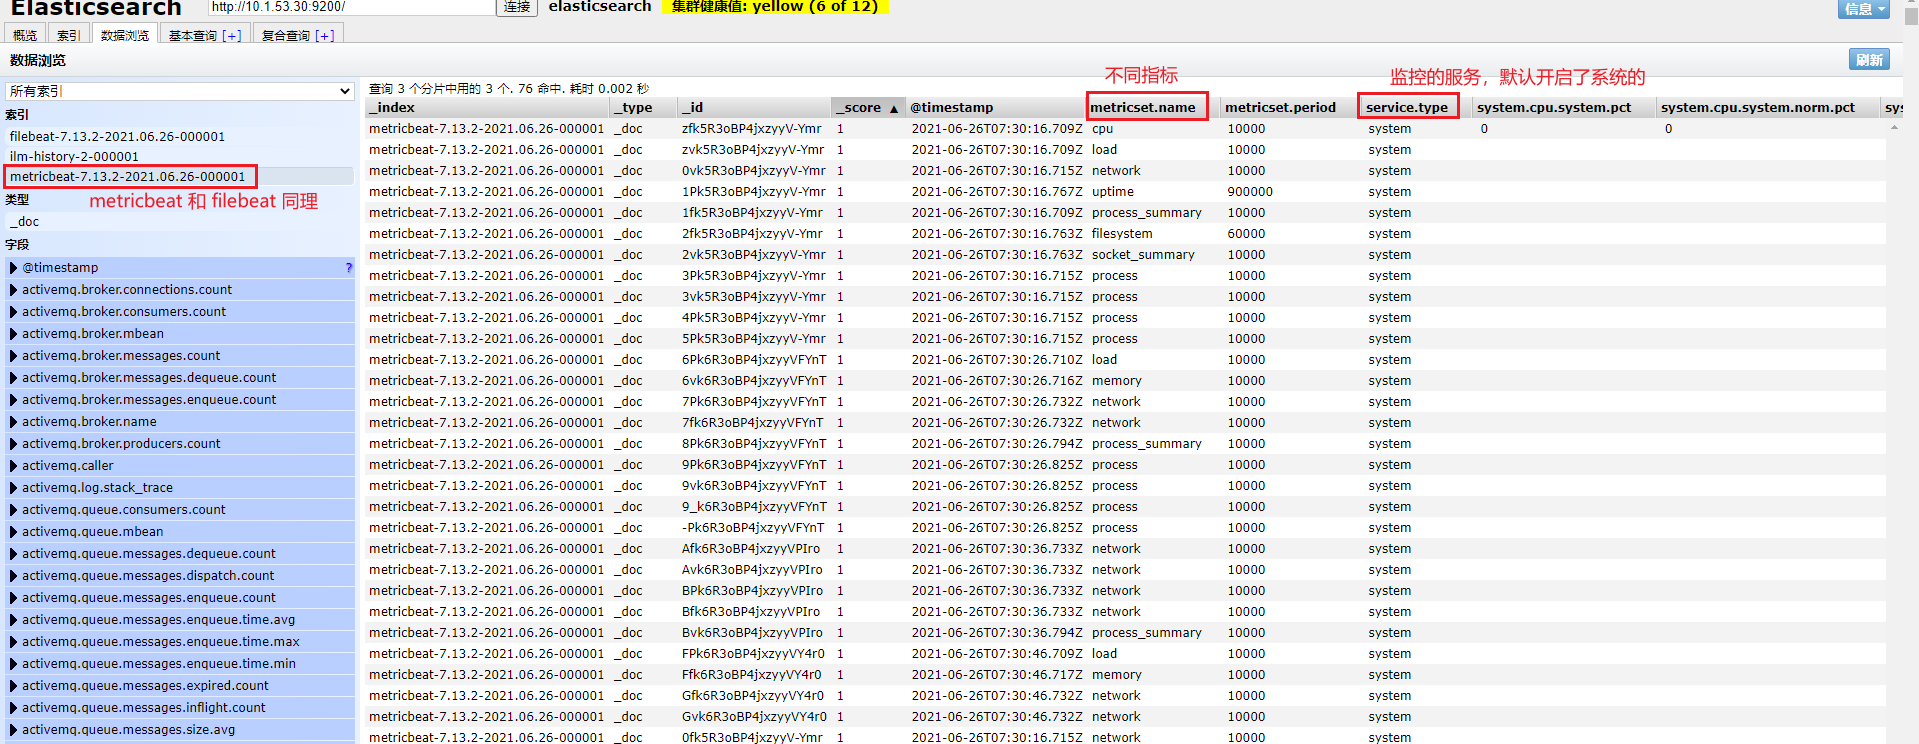 Elasticsearch http://10.1.53.30:9200/ 连接 elasticsearch 集群健康值: yellow (6 of 12) 信息
概览 索引 数据浏览 基本查询 [+] 复合查询 [+]
数据浏览 刷新
所有索引
索引
filebeat-7.13.2-2021.06.26-000001
ilm-history-2-000001
metricbeat-7.13.2-2021.06.26-000001
类型
metricbeat 和 filebeat 同理
_doc
字段
@timestamp ?
activemq.broker.connections.count
activemq.broker.consumers.count
activemq.broker.mbean
activemq.broker.messages.count
activemq.broker.messages.dequeue.count
activemq.broker.messages.enqueue.count
activemq.broker.name
activemq.broker.producers.count
activemq.caller
activemq.log.stack_trace
activemq.queue.consumers.count
activemq.queue.mbean
activemq.queue.messages.dequeue.count
activemq.queue.messages.dispatch.count
activemq.queue.messages.enqueue.count
activemq.queue.messages.enqueue.time.avg
activemq.queue.messages.enqueue.time.max
activemq.queue.messages.enqueue.time.min
activemq.queue.messages.expired.count
activemq.queue.messages.inflight.count
activemq.queue.messages.size.avg
不同指标 监控的服务，默认开启了系统的
查询 3 个分片中用的 3 个. 76 命中. 耗时 0.002 秒
_index _type _id _score ▲ @timestamp metricset.name metricset.period service.type system.cpu.system.pct system.cpu.system.norm.pct sys
metricbeat-7.13.2-2021.06.26-000001 _doc zfk5R3oBP4jxzyyV-Ymr 1 2021-06-26T07:30:16.709Z cpu 10000 system 0 0
metricbeat-7.13.2-2021.06.26-000001 _doc zvk5R3oBP4jxzyyV-Ymr 1 2021-06-26T07:30:16.709Z load 10000 system
metricbeat-7.13.2-2021.06.26-000001 _doc 0vk5R3oBP4jxzyyV-Ymr 1 2021-06-26T07:30:16.715Z network 10000 system
metricbeat-7.13.2-2021.06.26-000001 _doc 1Pk5R3oBP4jxzyyV-Ymr 1 2021-06-26T07:30:16.767Z uptime 900000 system
metricbeat-7.13.2-2021.06.26-000001 _doc 1fk5R3oBP4jxzyyV-Ymr 1 2021-06-26T07:30:16.709Z process_summary 10000 system
metricbeat-7.13.2-2021.06.26-000001 _doc 2fk5R3oBP4jxzyyV-Ymr 1 2021-06-26T07:30:16.763Z filesystem 60000 system
metricbeat-7.13.2-2021.06.26-000001 _doc 2vk5R3oBP4jxzyyV-Ymr 1 2021-06-26T07:30:16.763Z socket_summary 10000 system
metricbeat-7.13.2-2021.06.26-000001 _doc 3Pk5R3oBP4jxzyyV-Ymr 1 2021-06-26T07:30:16.715Z process 10000 system
metricbeat-7.13.2-2021.06.26-000001 _doc 3vk5R3oBP4jxzyyV-Ymr 1 2021-06-26T07:30:16.715Z process 10000 system
metricbeat-7.13.2-2021.06.26-000001 _doc 4Pk5R3oBP4jxzyyV-Ymr 1 2021-06-26T07:30:16.715Z process 10000 system
metricbeat-7.13.2-2021.06.26-000001 _doc 5Pk5R3oBP4jxzyyV-Ymr 1 2021-06-26T07:30:16.715Z process 10000 system
metricbeat-7.13.2-2021.06.26-000001 _doc 6Pk6R3oBP4jxzyyVFYnT 1 2021-06-26T07:30:26.710Z load 10000 system
metricbeat-7.13.2-2021.06.26-000001 _doc 6vk6R3oBP4jxzyyVFYnT 1 2021-06-26T07:30:26.716Z memory 10000 system
metricbeat-7.13.2-2021.06.26-000001 _doc 7Pk6R3oBP4jxzyyVFYnT 1 2021-06-26T07:30:26.732Z network 10000 system
metricbeat-7.13.2-2021.06.26-000001 _doc 7fk6R3oBP4jxzyyVFYnT 1 2021-06-26T07:30:26.732Z network 10000 system
metricbeat-7.13.2-2021.06.26-000001 _doc 8Pk6R3oBP4jxzyyVFYnT 1 2021-06-26T07:30:26.794Z process_summary 10000 system
metricbeat-7.13.2-2021.06.26-000001 _doc 9Pk6R3oBP4jxzyyVFYnT 1 2021-06-26T07:30:26.825Z process 10000 system
metricbeat-7.13.2-2021.06.26-000001 _doc 9vk6R3oBP4jxzyyVFYnT 1 2021-06-26T07:30:26.825Z process 10000 system
metricbeat-7.13.2-2021.06.26-000001 _doc 9_k6R3oBP4jxzyyVFYnT 1 2021-06-26T07:30:26.825Z process 10000 system
metricbeat-7.13.2-2021.06.26-000001 _doc -Pk6R3oBP4jxzyyVFYnT 1 2021-06-26T07:30:26.825Z process 10000 system
metricbeat-7.13.2-2021.06.26-000001 _doc Afk6R3oBP4jxzyyVPIro 1 2021-06-26T07:30:36.733Z network 10000 system
metricbeat-7.13.2-2021.06.26-000001 _doc Avk6R3oBP4jxzyyVPIro 1 2021-06-26T07:30:36.733Z network 10000 system
metricbeat-7.13.2-2021.06.26-000001 _doc BPk6R3oBP4jxzyyVPIro 1 2021-06-26T07:30:36.733Z network 10000 system
metricbeat-7.13.2-2021.06.26-000001 _doc Bfk6R3oBP4jxzyyVPIro 1 2021-06-26T07:30:36.733Z network 10000 system
metricbeat-7.13.2-2021.06.26-000001 _doc Bvk6R3oBP4jxzyyVPIro 1 2021-06-26T07:30:36.794Z process_summary 10000 system
metricbeat-7.13.2-2021.06.26-000001 _doc FPk6R3oBP4jxzyyVY4r0 1 2021-06-26T07:30:46.709Z load 10000 system
metricbeat-7.13.2-2021.06.26-000001 _doc Ffk6R3oBP4jxzyyVY4r0 1 2021-06-26T07:30:46.717Z memory 10000 system
metricbeat-7.13.2-2021.06.26-000001 _doc Gfk6R3oBP4jxzyyVY4r0 1 2021-06-26T07:30:46.732Z network 10000 system
metricbeat-7.13.2-2021.06.26-000001 _doc Gvk6R3oBP4jxzyyVY4r0 1 2021-06-26T07:30:46.732Z network 10000 system
metricbeat-7.13.2-2021.06.26-000001 _doc 0fk5R3oBP4jxzyyV-Ymr 1 2021-06-26T07:30:16.715Z network 10000 system